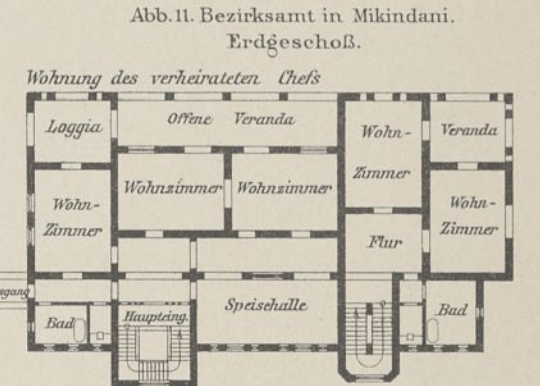 Abb. 11. Bezirksamt in Mikindani.
Erdgeschoß.
Wohnung des verheirateten Chefs
Loggia
Offene Veranda
Wohn-
Zimmer
Veranda
Wohn-
Zimmer
Wohnzimmer
Wohnzimmer
Wohn-
Zimmer
Flur
Bad
Haupteing.
Speisehalle
Bad